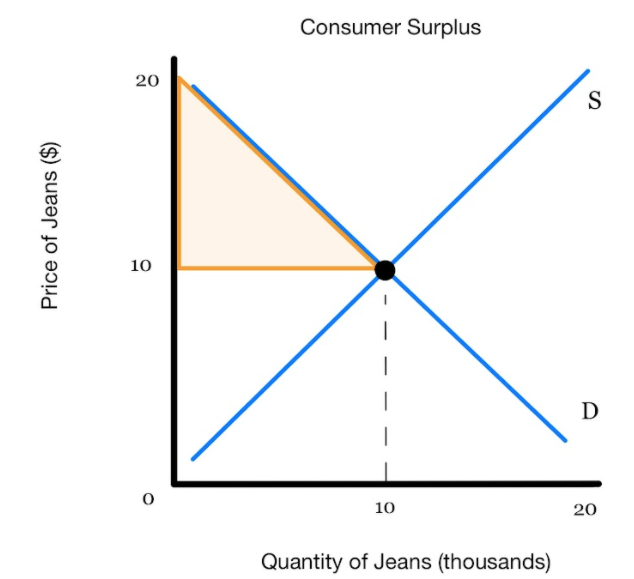 Consumer Surplus
20
S
Price of Jeans ($)
10
D
0
10
20
Quantity of Jeans (thousands)